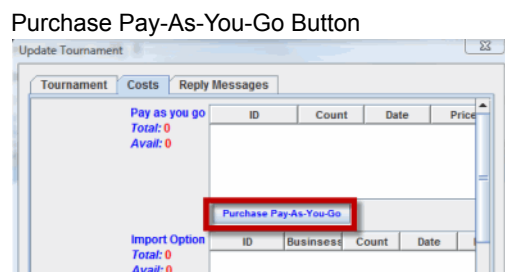 Purchase Pay-As-You-Go Button
Update Tournament
Tournament Costs Reply Messages
Pay as you go ID Count Date Price
Total: 0
Avail: 0
Purchase Pay-As-You-Go
Import Option ID Businsess Count Date
Total: 0
Avail: 0